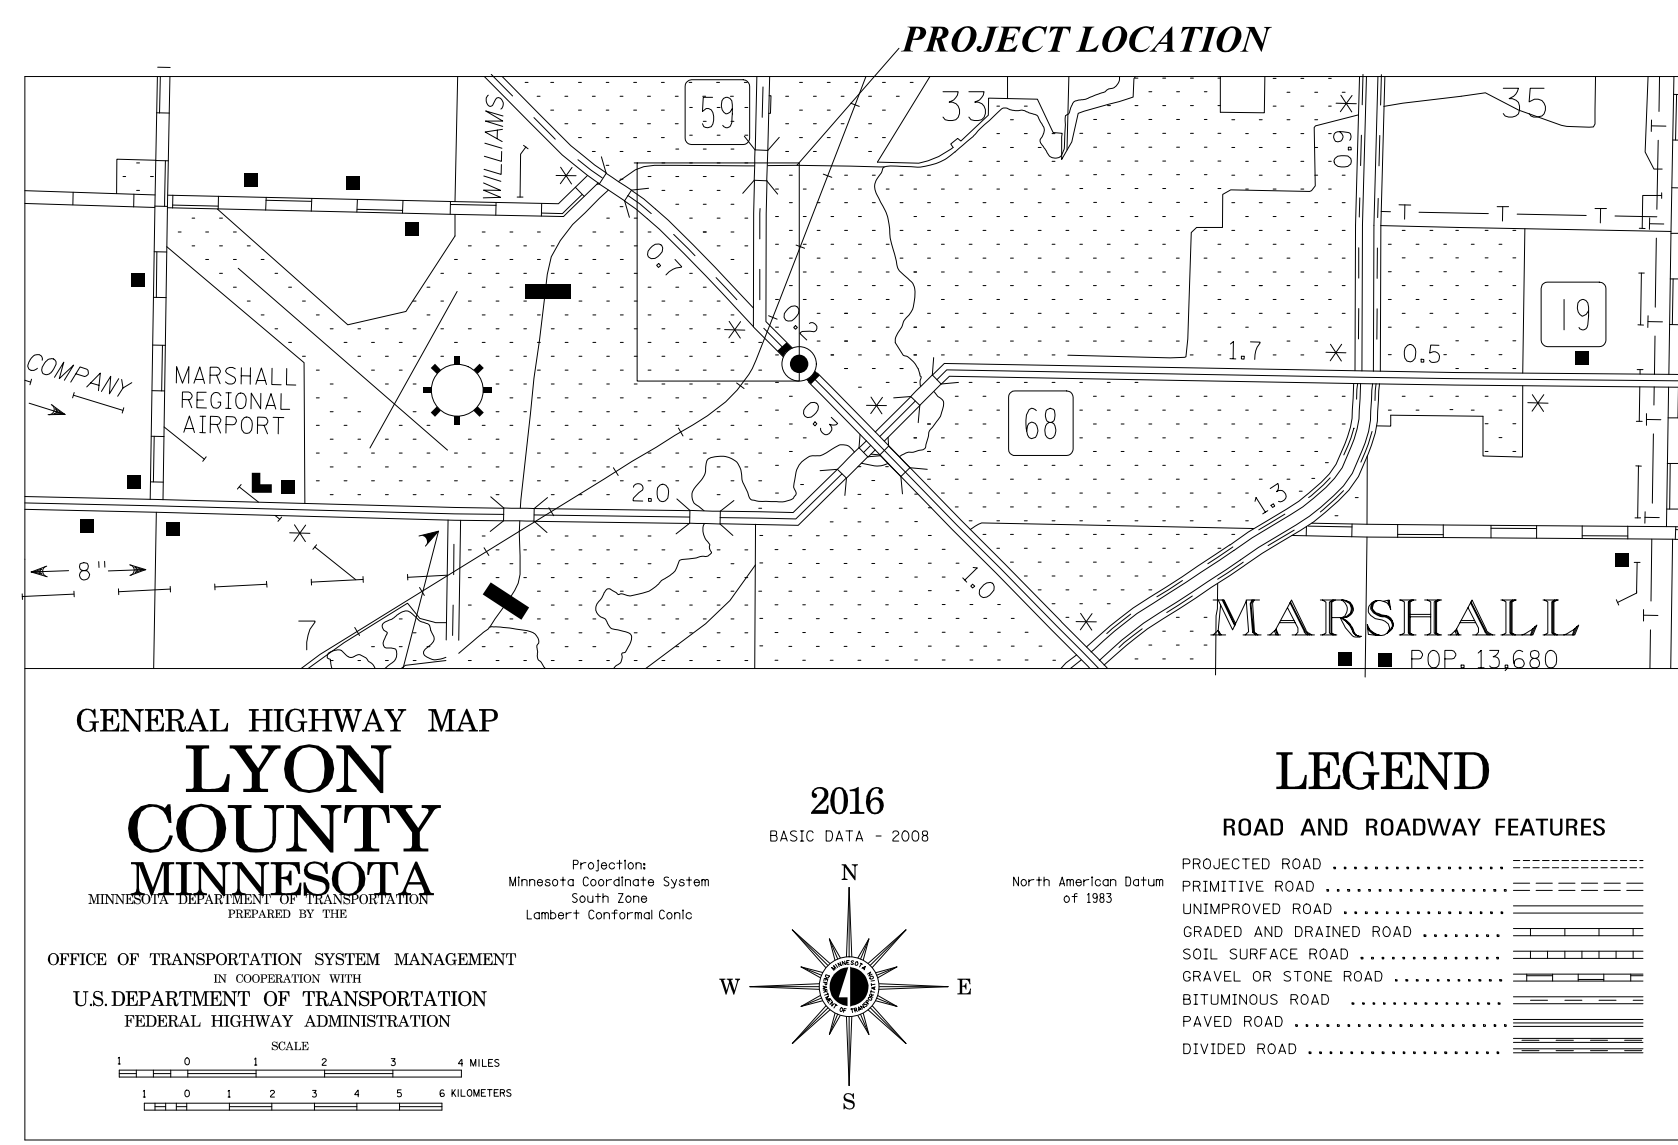 PROJECT LOCATION
59
33
35
WILLIAMS
0.9
0.7
19
0.2
COMPANY
MARSHALL
REGIONAL
AIRPORT
1.7
0.5
0.3
68
2.0
1.3
8"
1.0
7
MARSHALL
POP. 13,680
GENERAL HIGHWAY MAP
LYON
COUNTY
MINNESOTA
MINNESOTA DEPARTMENT OF TRANSPORTATION
PREPARED BY THE
OFFICE OF TRANSPORTATION SYSTEM MANAGEMENT
IN COOPERATION WITH
U.S. DEPARTMENT OF TRANSPORTATION
FEDERAL HIGHWAY ADMINISTRATION
SCALE
1 0 1 2 3 4 MILES
1 0 1 2 3 4 5 6 KILOMETERS
Projection:
Minnesota Coordinate System
South Zone
Lambert Conformal Conic
2016
BASIC DATA - 2008
N
W
E
S
MINNESOTA
DEPARTMENT OF TRANSPORTATION
North American Datum
of 1983
LEGEND
ROAD AND ROADWAY FEATURES
PROJECTED ROAD
PRIMITIVE ROAD
UNIMPROVED ROAD
GRADED AND DRAINED ROAD
SOIL SURFACE ROAD
GRAVEL OR STONE ROAD
BITUMINOUS ROAD
PAVED ROAD
DIVIDED ROAD